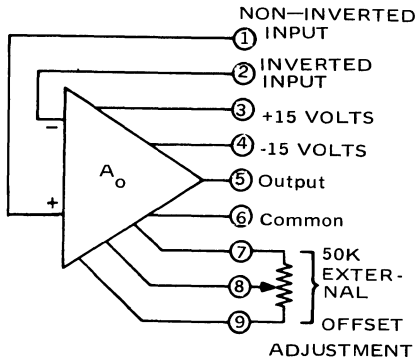 NON-INVERTED
INPUT
1
2 INVERTED
INPUT
3 +15 VOLTS
4 -15 VOLTS
5 Output
6 Common
7
8
9
-
+
Ao
50K
EXTER-
NAL
OFFSET
ADJUSTMENT